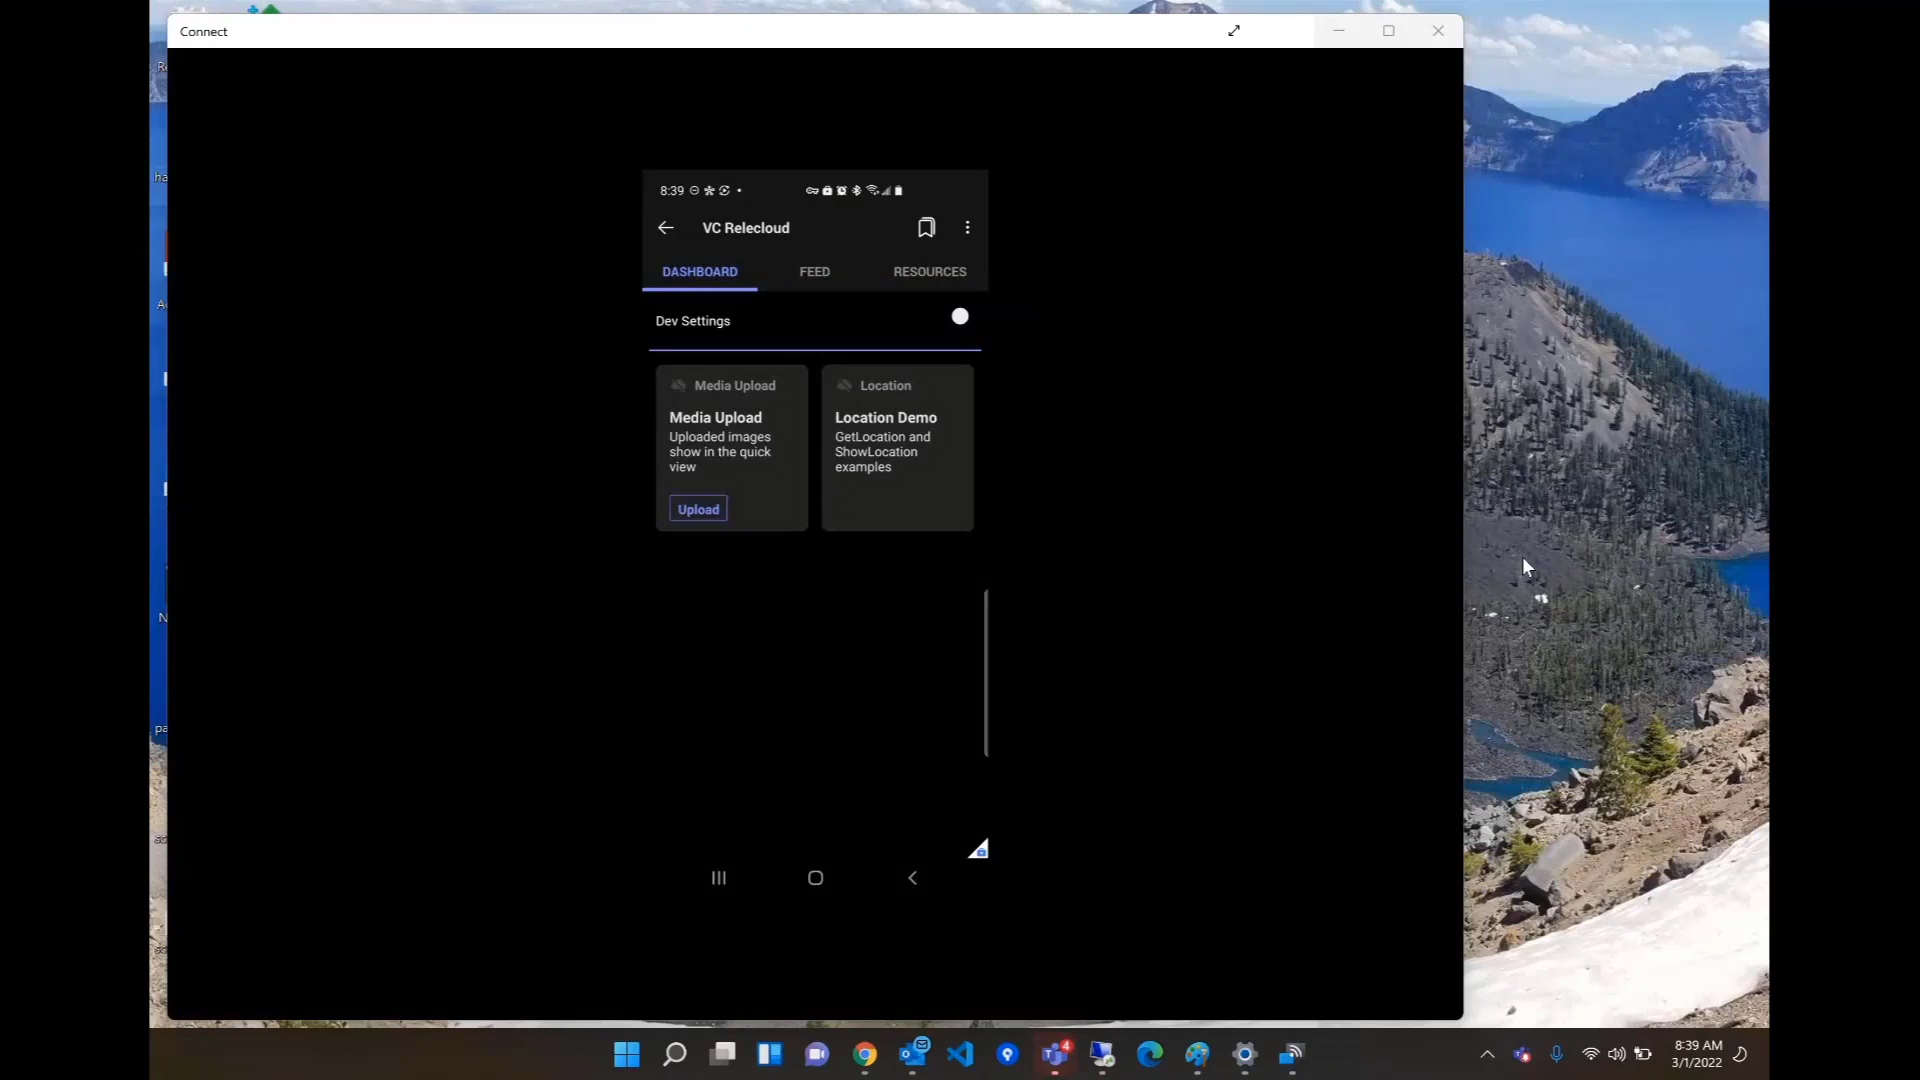 Connect
8:39
VC Relecloud
DASHBOARD
FEED
RESOURCES
Dev Settings
Media Upload
Location
Media Upload
Uploaded images
show in the quick
view
Upload
Location Demo
GetLocation and
ShowLocation
examples
4
8:39 AM
3/1/2022